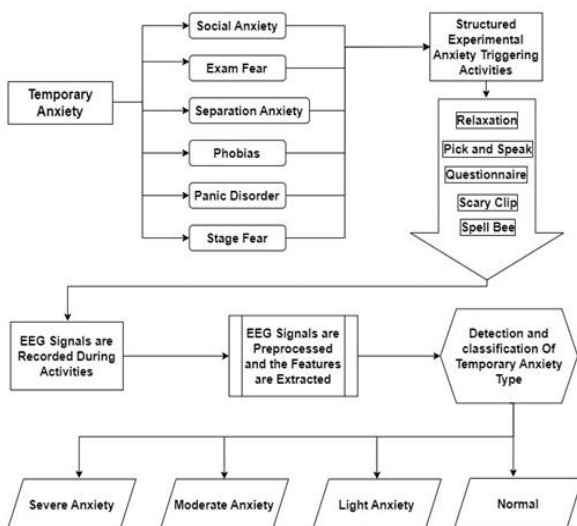 Temporary
Anxiety
Social Anxiety
Exam Fear
Separation Anxiety
Phobias
Panic Disorder
Stage Fear
Structured
Experimental
Anxiety Triggering
Activities
Relaxation
Pick and Speak
Questionnaire
Scary Clip
Spell Bee
EEG Signals are
Recorded During
Activities
EEG Signals are
Preprocessed
and the Features
are Extracted
Detection and
classification Of
Temporary Anxiety
Type
Severe Anxiety
Moderate Anxiety
Light Anxiety
Normal